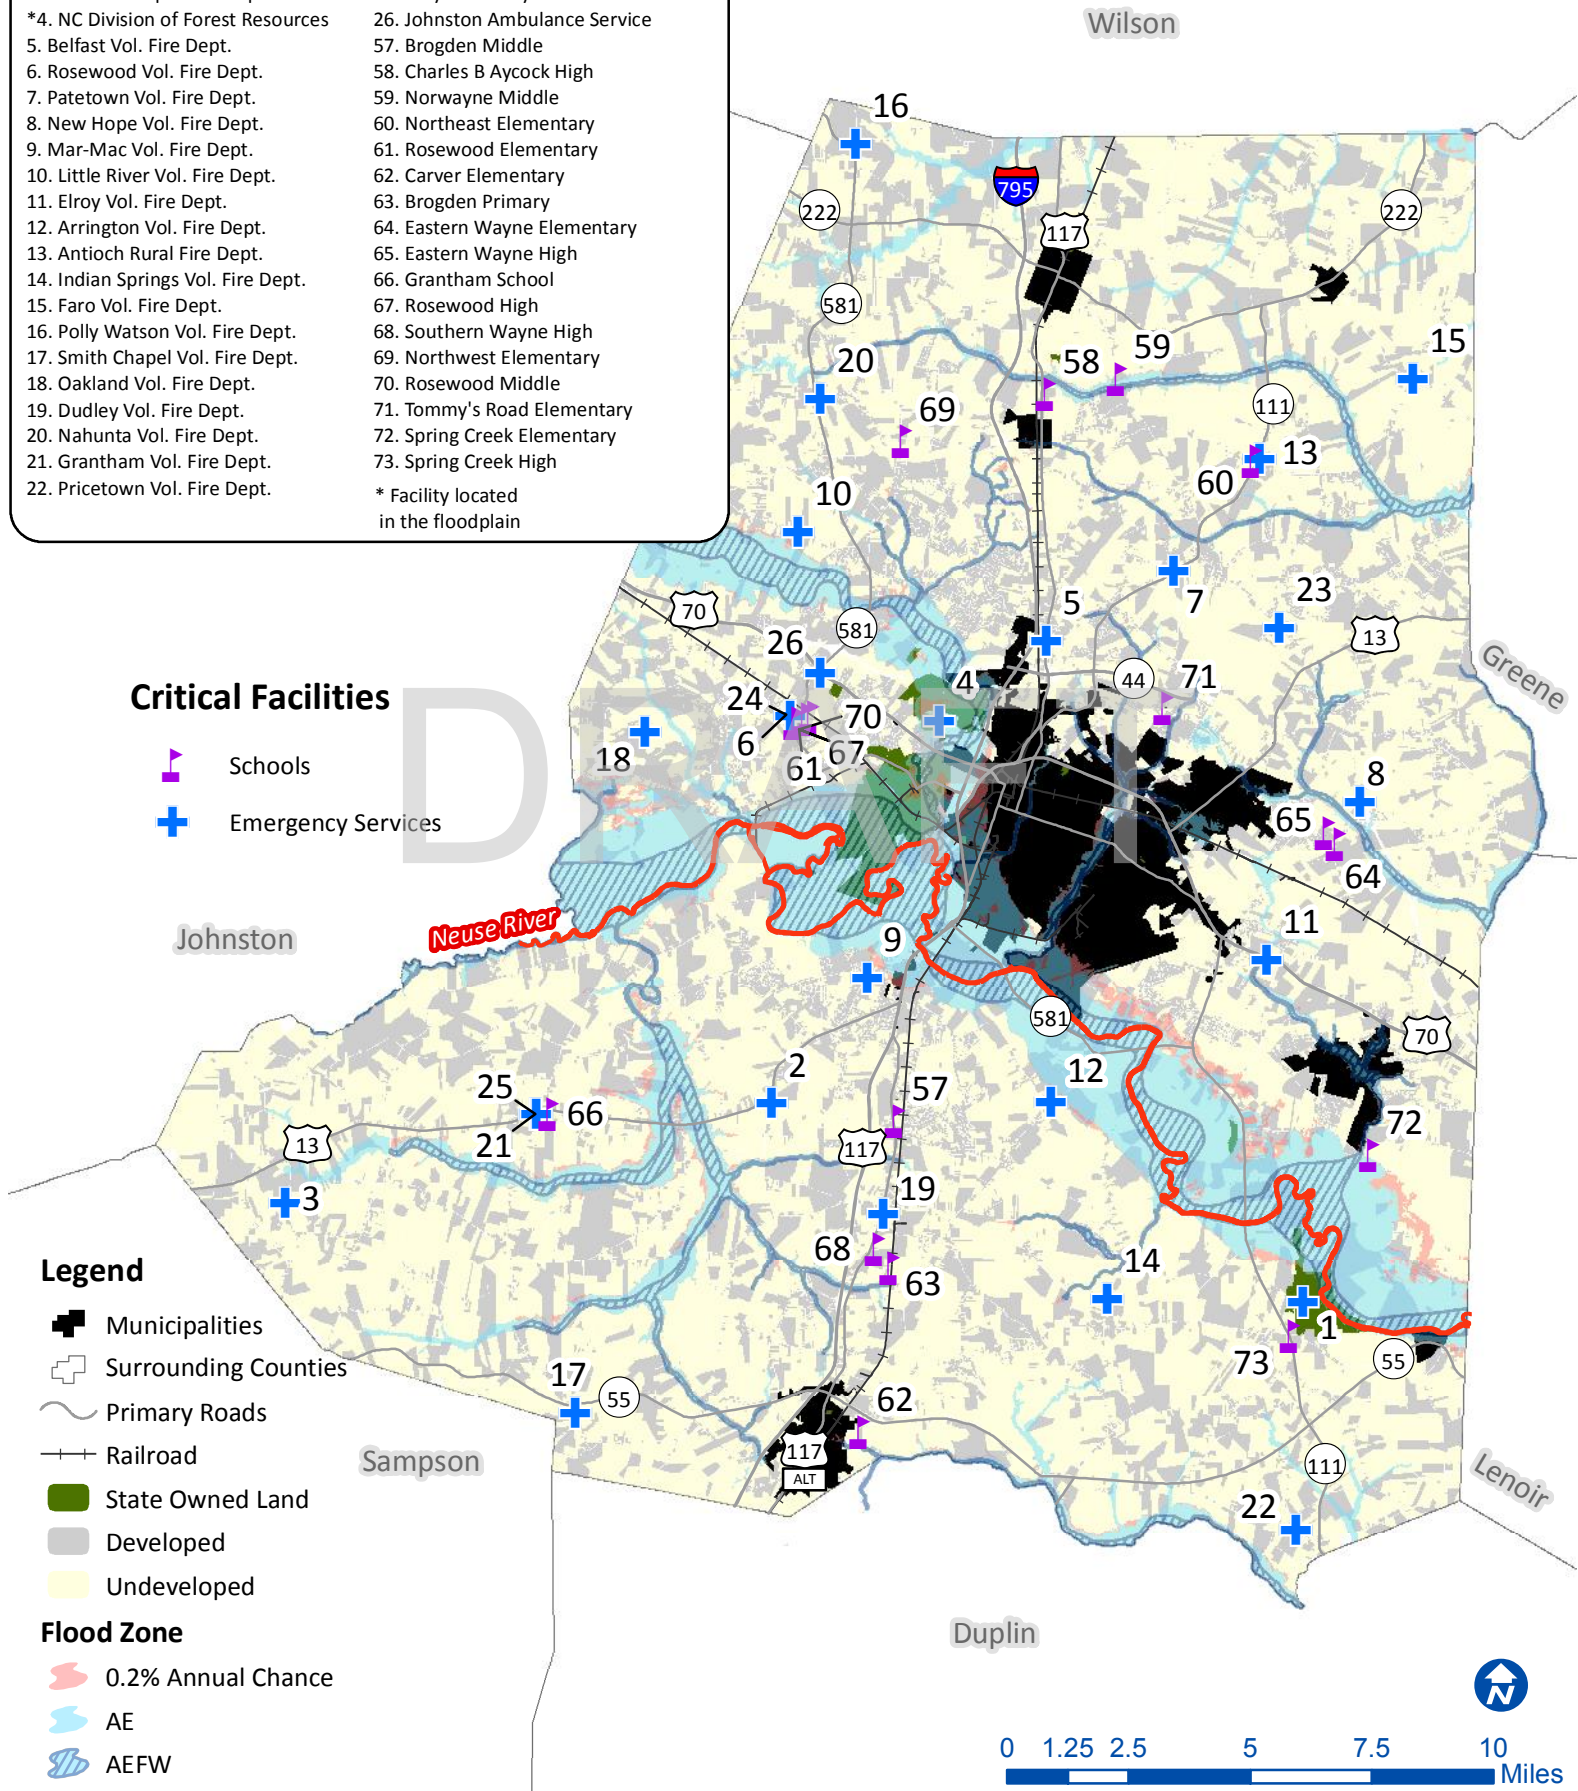 *4. NC Division of Forest Resources
5. Belfast Vol. Fire Dept.
6. Rosewood Vol. Fire Dept.
7. Patetown Vol. Fire Dept.
8. New Hope Vol. Fire Dept.
9. Mar-Mac Vol. Fire Dept.
10. Little River Vol. Fire Dept.
11. Elroy Vol. Fire Dept.
12. Arrington Vol. Fire Dept.
13. Antioch Rural Fire Dept.
14. Indian Springs Vol. Fire Dept.
15. Faro Vol. Fire Dept.
16. Polly Watson Vol. Fire Dept.
17. Smith Chapel Vol. Fire Dept.
18. Oakland Vol. Fire Dept.
19. Dudley Vol. Fire Dept.
20. Nahunta Vol. Fire Dept.
21. Grantham Vol. Fire Dept.
22. Pricetown Vol. Fire Dept.
26. Johnston Ambulance Service
57. Brogden Middle
58. Charles B Aycock High
59. Norwayne Middle
60. Northeast Elementary
61. Rosewood Elementary
62. Carver Elementary
63. Brogden Primary
64. Eastern Wayne Elementary
65. Eastern Wayne High
66. Grantham School
67. Rosewood High
68. Southern Wayne High
69. Northwest Elementary
70. Rosewood Middle
71. Tommy's Road Elementary
72. Spring Creek Elementary
73. Spring Creek High
* Facility located
in the floodplain
Wilson
16
795
222
117
222
581
20
58
59
15
69
111
10
13
60
70
5
7
23
581
13
26
Greene
44
71
4
24
70
6
67
18
61
8
65
64
DRAFT
Critical Facilities
Schools
Emergency Services
Neuse River
Johnston
9
11
581
70
2
12
25
57
66
72
21
13
117
3
19
68
14
63
1
73
55
17
55
62
117
ALT
111
Sampson
Lenoir
22
Duplin
Legend
Municipalities
Surrounding Counties
Primary Roads
Railroad
State Owned Land
Developed
Undeveloped
Flood Zone
0.2% Annual Chance
AE
AEFW
N
0 1.25 2.5 5 7.5 10
Miles